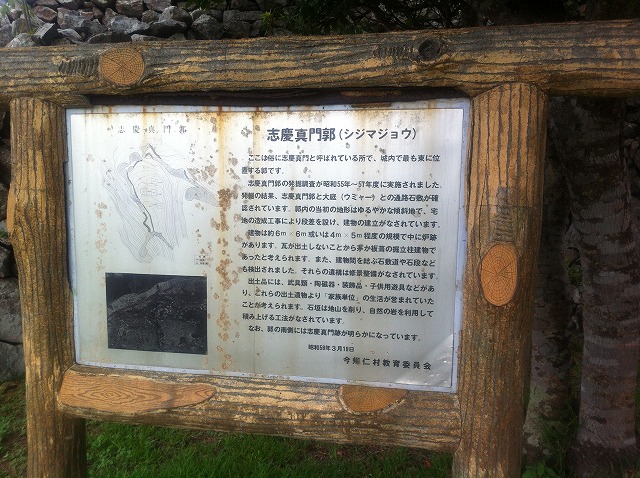 志慶真門郭
志慶真門郭(シジマジョウ)
ここは俗に志慶真門と呼ばれている所で、城内で最も東に位
置する郭です。
志慶真門郭の発掘調査が昭和55年〜57年度に実施されました。
発掘の結果、志慶真門郭と大庭(ウミャー)との通路石敷が確
認されています。郭内の当初の地形はゆるやかな傾斜地で、宅
地の造成工事により段差を設け、建物の建立がなされています。
建物は約6m×6m或いは4m×5m程度の規模で中に炉跡
があります。瓦が出土しないことから茅か板葺の掘立柱建物で
あったと考えられます。また、建物間を結ぶ石敷道や石段など
も検出されました。それらの遺構は修景整備がなされています。
出土品には、武具類・陶磁器・装飾品・子供用遊具などがあ
り、これらの出土遺物より「家族単位」の生活が営まれていた
ことが考えられます。石垣は地山を削り、自然の岩を利用して
積み上げる工法がなされています。
なお、郭の南側には志慶真門跡が明らかになっています。
昭和59年3月19日
今帰仁村教育委員会